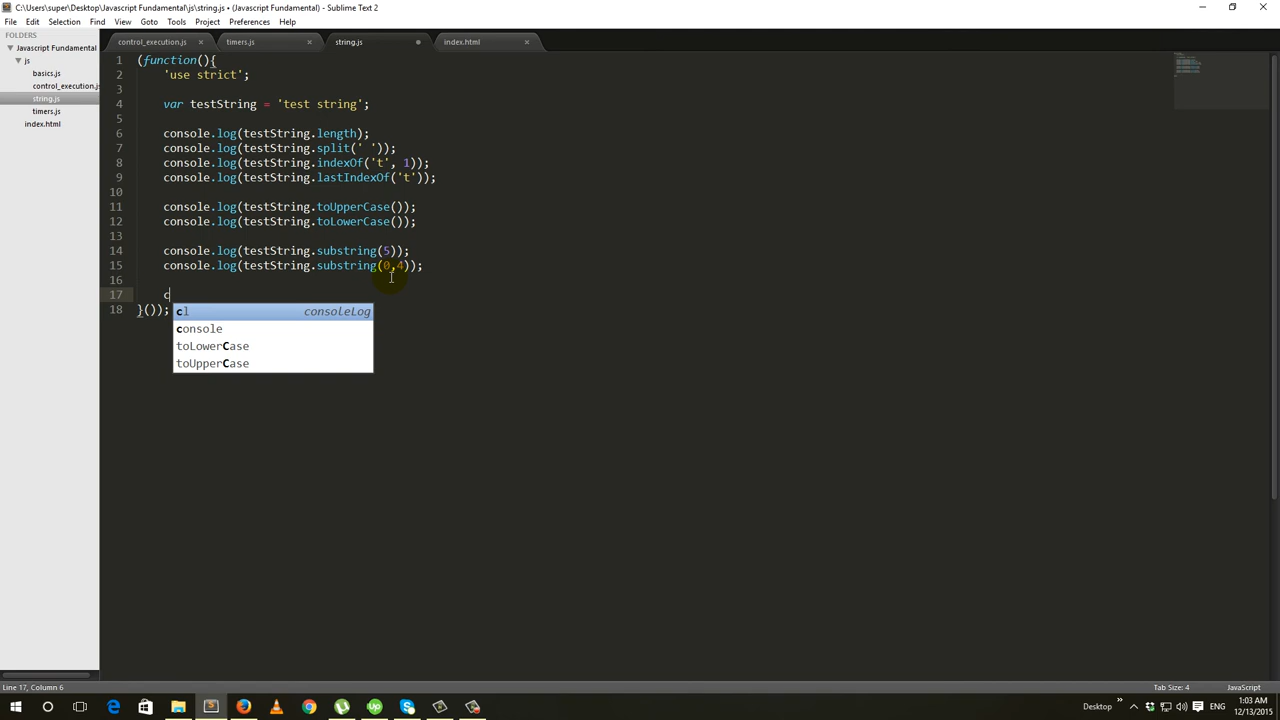 C:\Users\super\Desktop\Javascript Fundamental\js\string.js • (Javascript Fundamental) - Sublime Text 2
File Edit Selection Find View Goto Tools Project Preferences Help
FOLDERS
Javascript Fundamental
js
basics.js
control_execution.js
string.js
timers.js
index.html
control_execution.js timers.js string.js index.html
1 (function(){
2 'use strict';
3
4 var testString = 'test string';
5
6 console.log(testString.length);
7 console.log(testString.split(' '));
8 console.log(testString.indexOf('t', 1));
9 console.log(testString.lastIndexOf('t'));
10
11 console.log(testString.toUpperCase());
12 console.log(testString.toLowerCase());
13
14 console.log(testString.substring(5));
15 console.log(testString.substring(0,4));
16
17 c
18 }());
cl consoleLog
console
toLowerCase
toUpperCase
Line 17, Column 6 Tab Size: 4 JavaScript
Desktop ENG 1:03 AM
12/13/2015